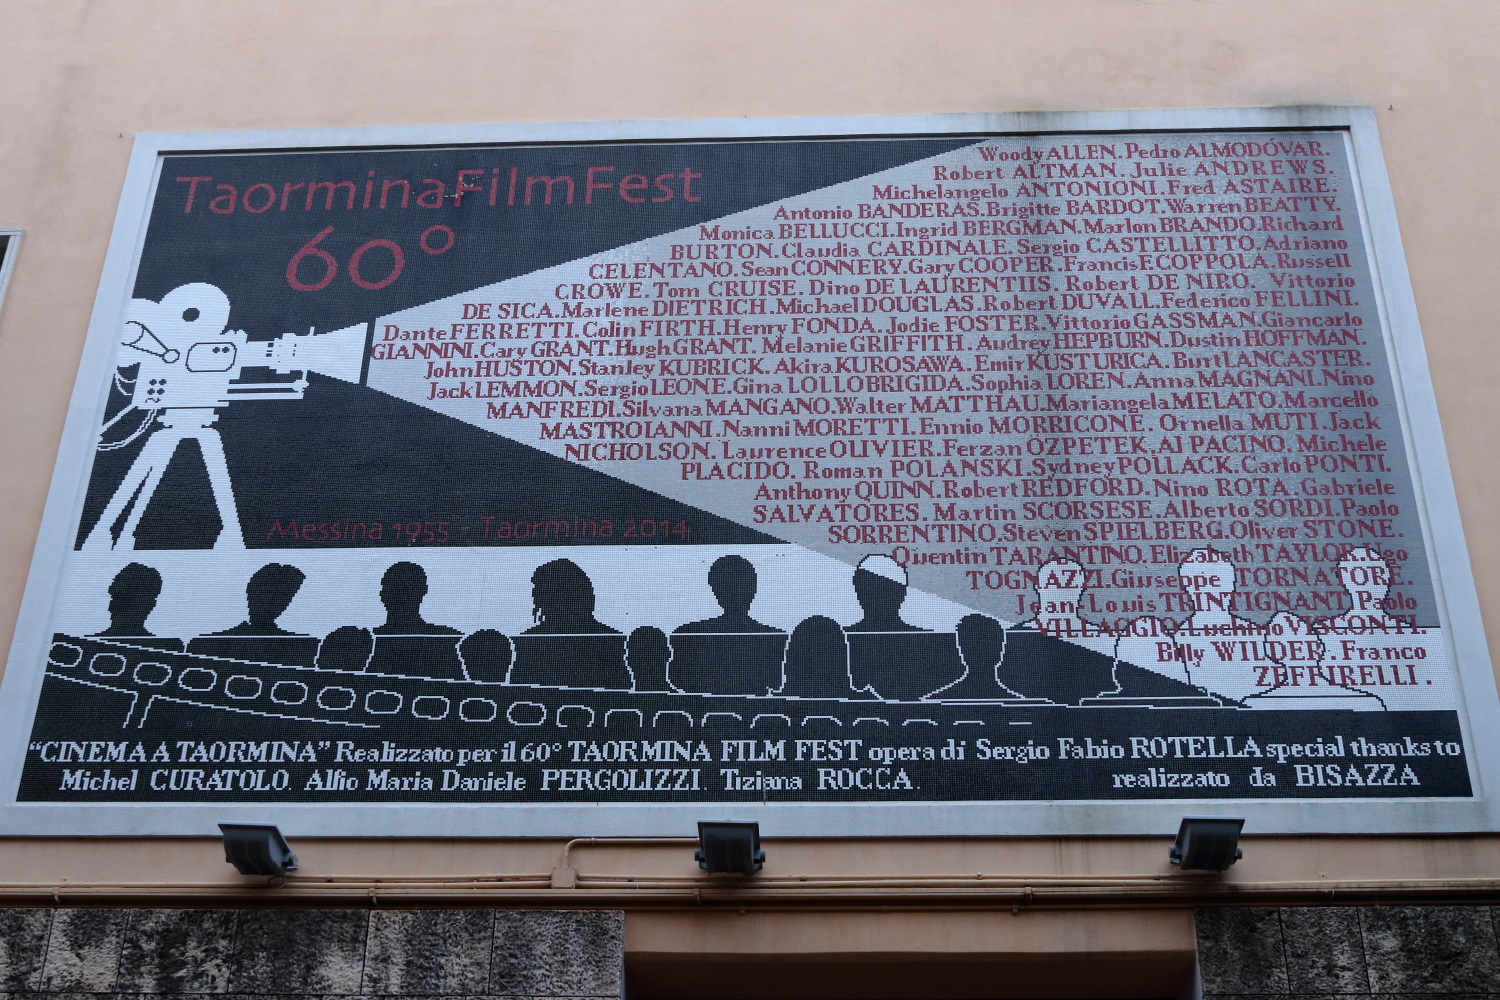 TaorminaFilmFest
60°
Woody ALLEN. Pedro ALMODÓVAR.
Robert ALTMAN. Julie ANDREWS.
Michelangelo ANTONIONI. Fred ASTAIRE.
Antonio BANDERAS. Brigitte BARDOT. Warren BEATTY.
Monica BELLUCCI. Ingrid BERGMAN. Marlon BRANDO. Richard
BURTON. Claudia CARDINALE. Sergio CASTELLITTO. Adriano
CELENTANO. Sean CONNERY. Gary COOPER. Francis F. COPPOLA. Russell
CROWE. Tom CRUISE. Dino DE LAURENTIIS. Robert DE NIRO. Vittorio
DE SICA. Marlene DIETRICH. Michael DOUGLAS. Robert DUVALL. Federico FELLINI.
Dante FERRETTI. Colin FIRTH. Henry FONDA. Jodie FOSTER. Vittorio GASSMAN. Giancarlo
GIANNINI. Cary GRANT. Hugh GRANT. Melanie GRIFFITH. Audrey HEPBURN. Dustin HOFFMAN.
John HUSTON. Stanley KUBRICK. Akira KUROSAWA. Emir KUSTURICA. Burt LANCASTER.
Jack LEMMON. Sergio LEONE. Gina LOLLOBRIGIDA. Sophia LOREN. Anna MAGNANI. Nino
MANFREDI. Silvana MANGANO. Walter MATTHAU. Mariangela MELATO. Marcello
MASTROIANNI. Nanni MORETTI. Ennio MORRICONE. Ornella MUTI. Jack
NICHOLSON. Laurence OLIVIER. Ferzan OZPETEK. Al PACINO. Michele
PLACIDO. Roman POLANSKI. Sydney POLLACK. Carlo PONTI.
Anthony QUINN. Robert REDFORD. Nino ROTA. Gabriele
SALVATORES. Martin SCORSESE. Alberto SORDI. Paolo
SORRENTINO. Steven SPIELBERG. Oliver STONE.
Quentin TARANTINO. Elizabeth TAYLOR. Ugo
TOGNAZZI. Giuseppe TORNATORE.
Jean Louis TRINTIGNANT. Paolo
VILLAGGIO. Luchino VISCONTI.
Billy WILDER. Franco
ZEFFIRELLI.
Messina 1955 - Taormina 2014
“CINEMA A TAORMINA” Realizzato per il 60° TAORMINA FILM FEST opera di Sergio Fabio ROTELLA special thanks to
Michel CURATOLO. Alfio Maria Daniele PERGOLIZZI. Tiziana ROCCA. realizzato da BISAZZA